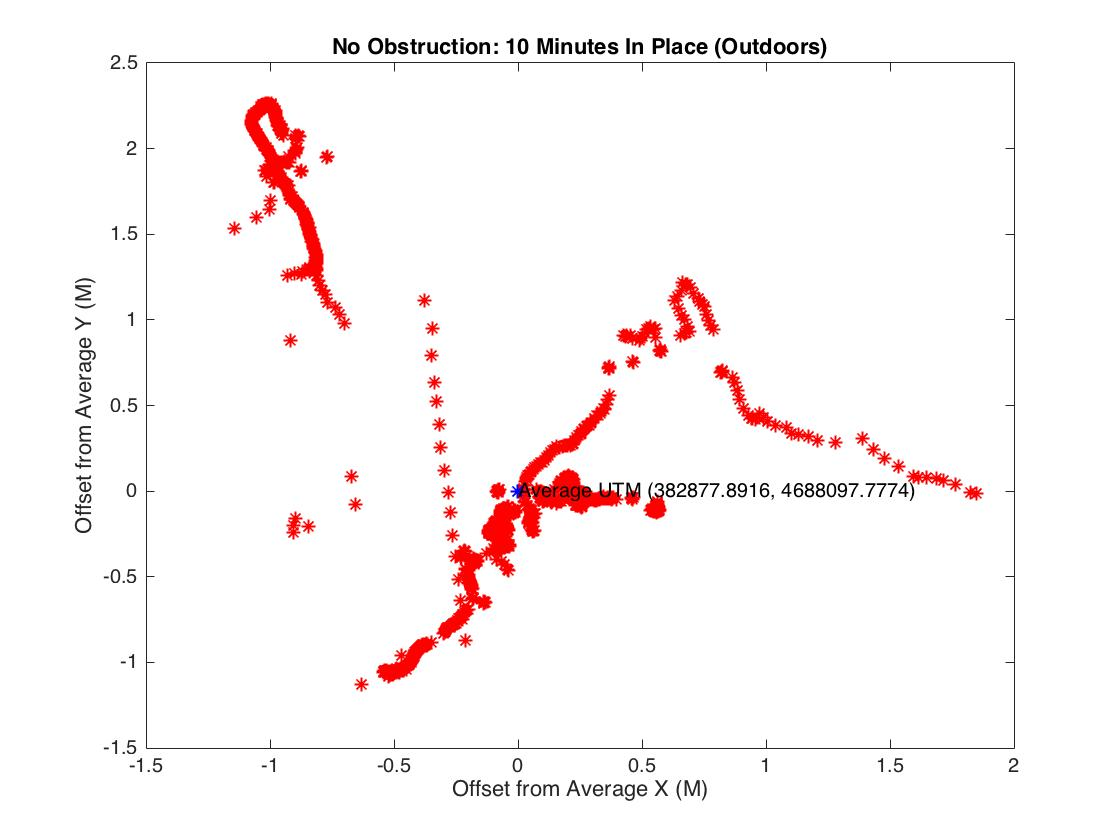 No Obstruction: 10 Minutes In Place (Outdoors)
2.5
2
1.5
1
0.5
0
-0.5
-1
-1.5
Offset from Average Y (M)
Average UTM (382877.8916, 4688097.7774)
-1.5 -1 -0.5 0 0.5 1 1.5 2
Offset from Average X (M)